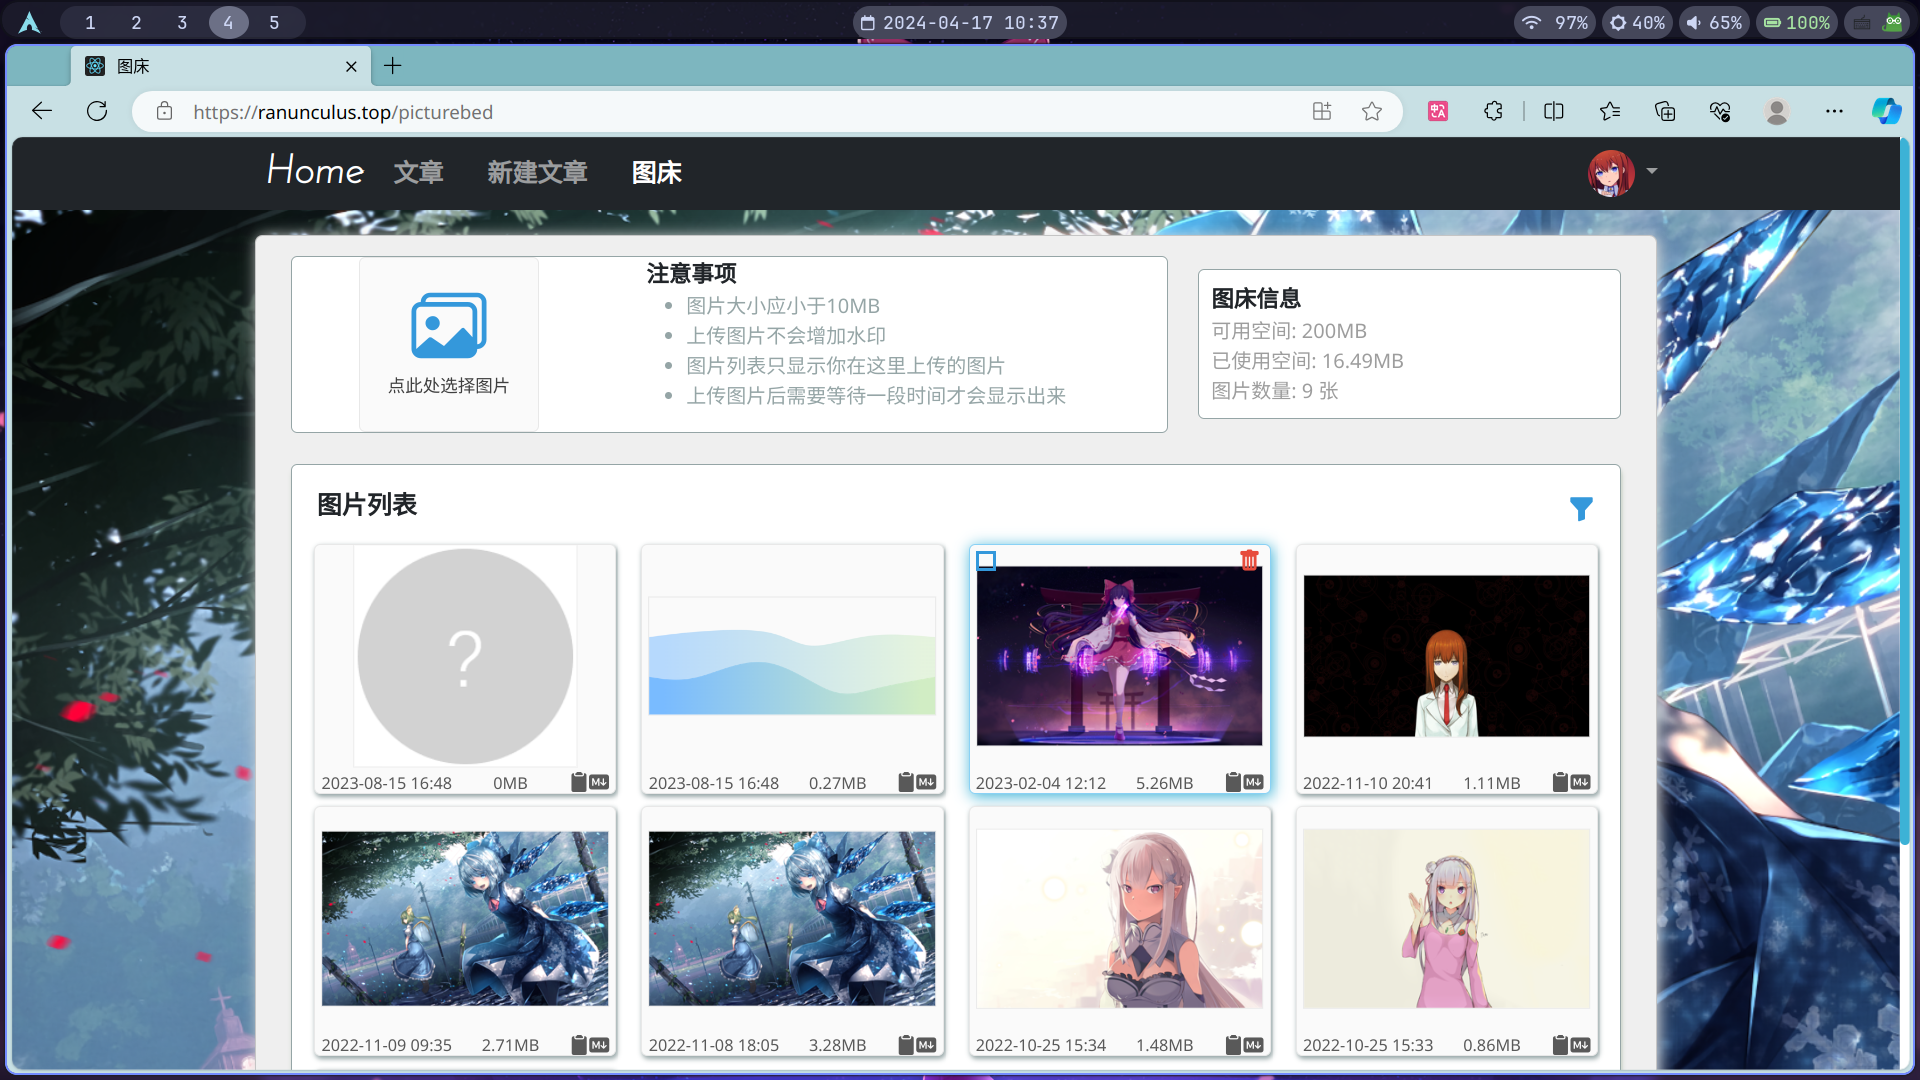 1 2 3 4 5
2024-04-17 10:37
97% 40% 65% 100%
图床
https://ranunculus.top/picturebed
Home 文章 新建文章 图床
点此处选择图片
注意事项
图片大小应小于10MB
上传图片不会增加水印
图片列表只显示你在这里上传的图片
上传图片后需要等待一段时间才会显示出来
图床信息
可用空间: 200MB
已使用空间: 16.49MB
图片数量: 9 张
图片列表
?
2023-08-15 16:48 0MB M↓
2023-08-15 16:48 0.27MB M↓
2023-02-04 12:12 5.26MB M↓
2022-11-10 20:41 1.11MB M↓
2022-11-09 09:35 2.71MB M↓
2022-11-08 18:05 3.28MB M↓
2022-10-25 15:34 1.48MB M↓
2022-10-25 15:33 0.86MB M↓